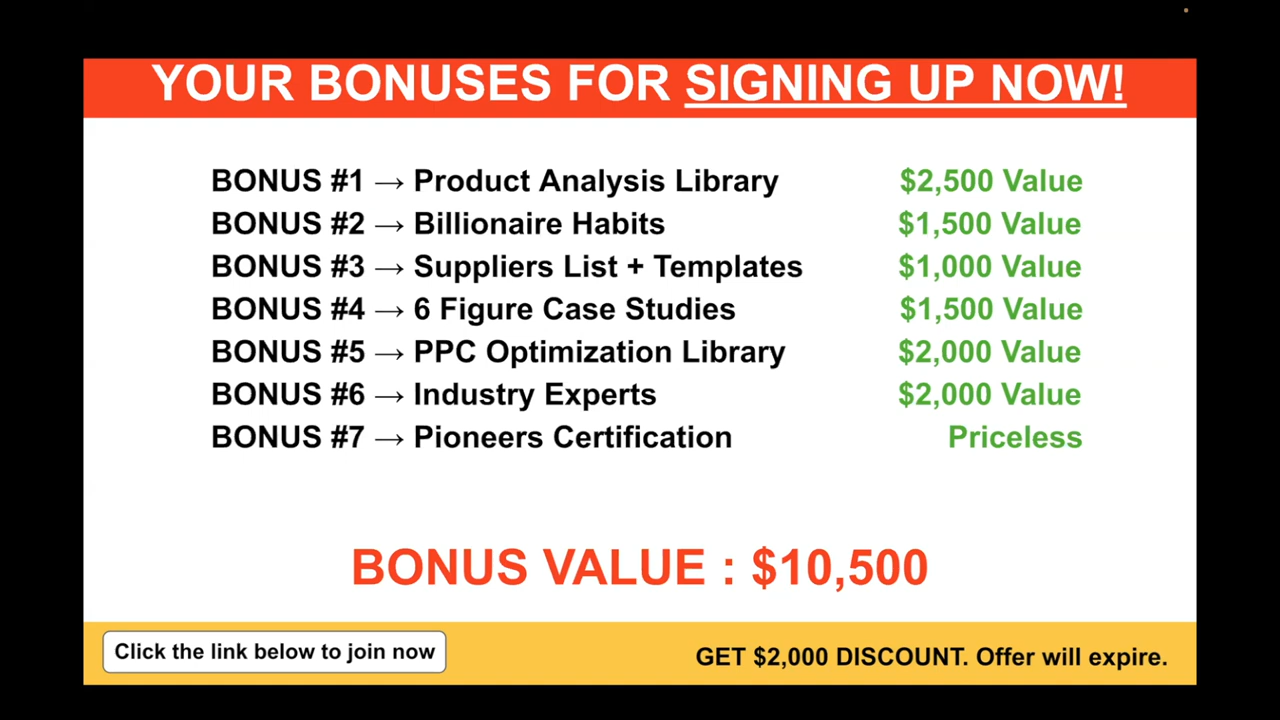 YOUR BONUSES FOR SIGNING UP NOW!
BONUS #1 → Product Analysis Library $2,500 Value
BONUS #2 → Billionaire Habits $1,500 Value
BONUS #3 → Suppliers List + Templates $1,000 Value
BONUS #4 → 6 Figure Case Studies $1,500 Value
BONUS #5 → PPC Optimization Library $2,000 Value
BONUS #6 → Industry Experts $2,000 Value
BONUS #7 → Pioneers Certification Priceless
BONUS VALUE : $10,500
Click the link below to join now
GET $2,000 DISCOUNT. Offer will expire.